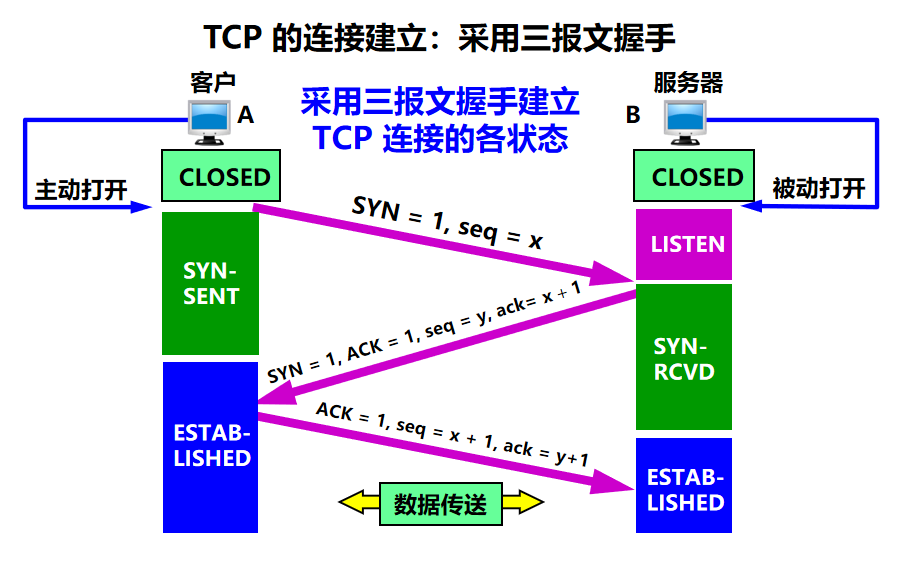 TCP 的连接建立：采用三报文握手
客户
服务器
A
B
采用三报文握手建立
TCP 连接的各状态
主动打开
CLOSED
CLOSED
被动打开
SYN = 1, seq = x
LISTEN
SYN-
SENT
SYN = 1, ACK = 1, seq = y, ack= x + 1
SYN-
RCVD
ACK = 1, seq = x + 1, ack = y+1
ESTAB-
LISHED
ESTAB-
LISHED
数据传送